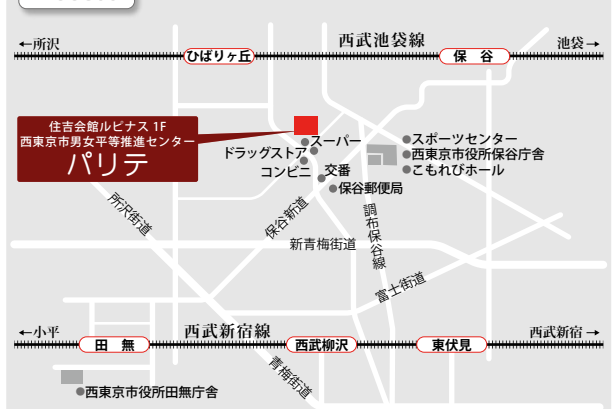 ←所沢
西武池袋線
池袋→
ひばりヶ丘
保谷
住吉会館ルピナス 1F
西東京市男女平等推進センター
パリテ
スーパー
ドラッグストア
コンビニ
交番
保谷郵便局
スポーツセンター
西東京市役所保谷庁舎
こもれびホール
所沢街道
保谷新道
調布保谷線
新青梅街道
富士街道
←小平
西武新宿線
西武新宿→
田無
西武柳沢
東伏見
青梅街道
西東京市役所田無庁舎